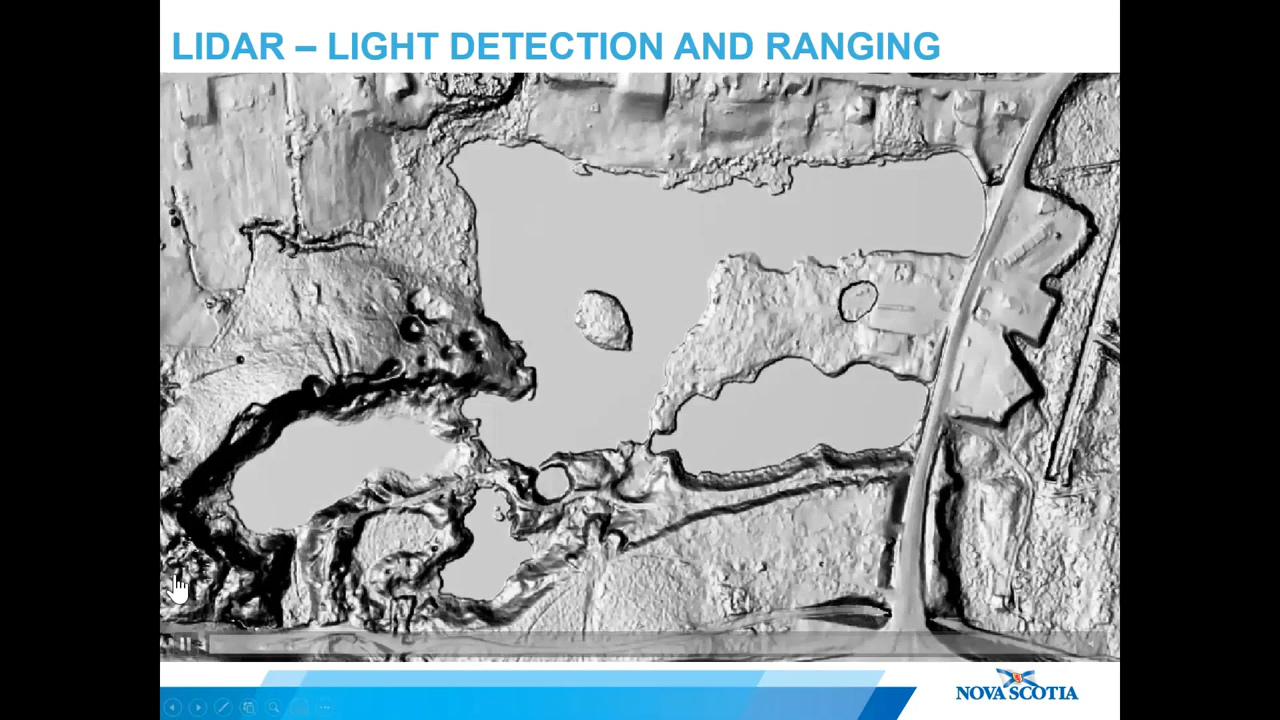 LIDAR – LIGHT DETECTION AND RANGING
NOVA SCOTIA